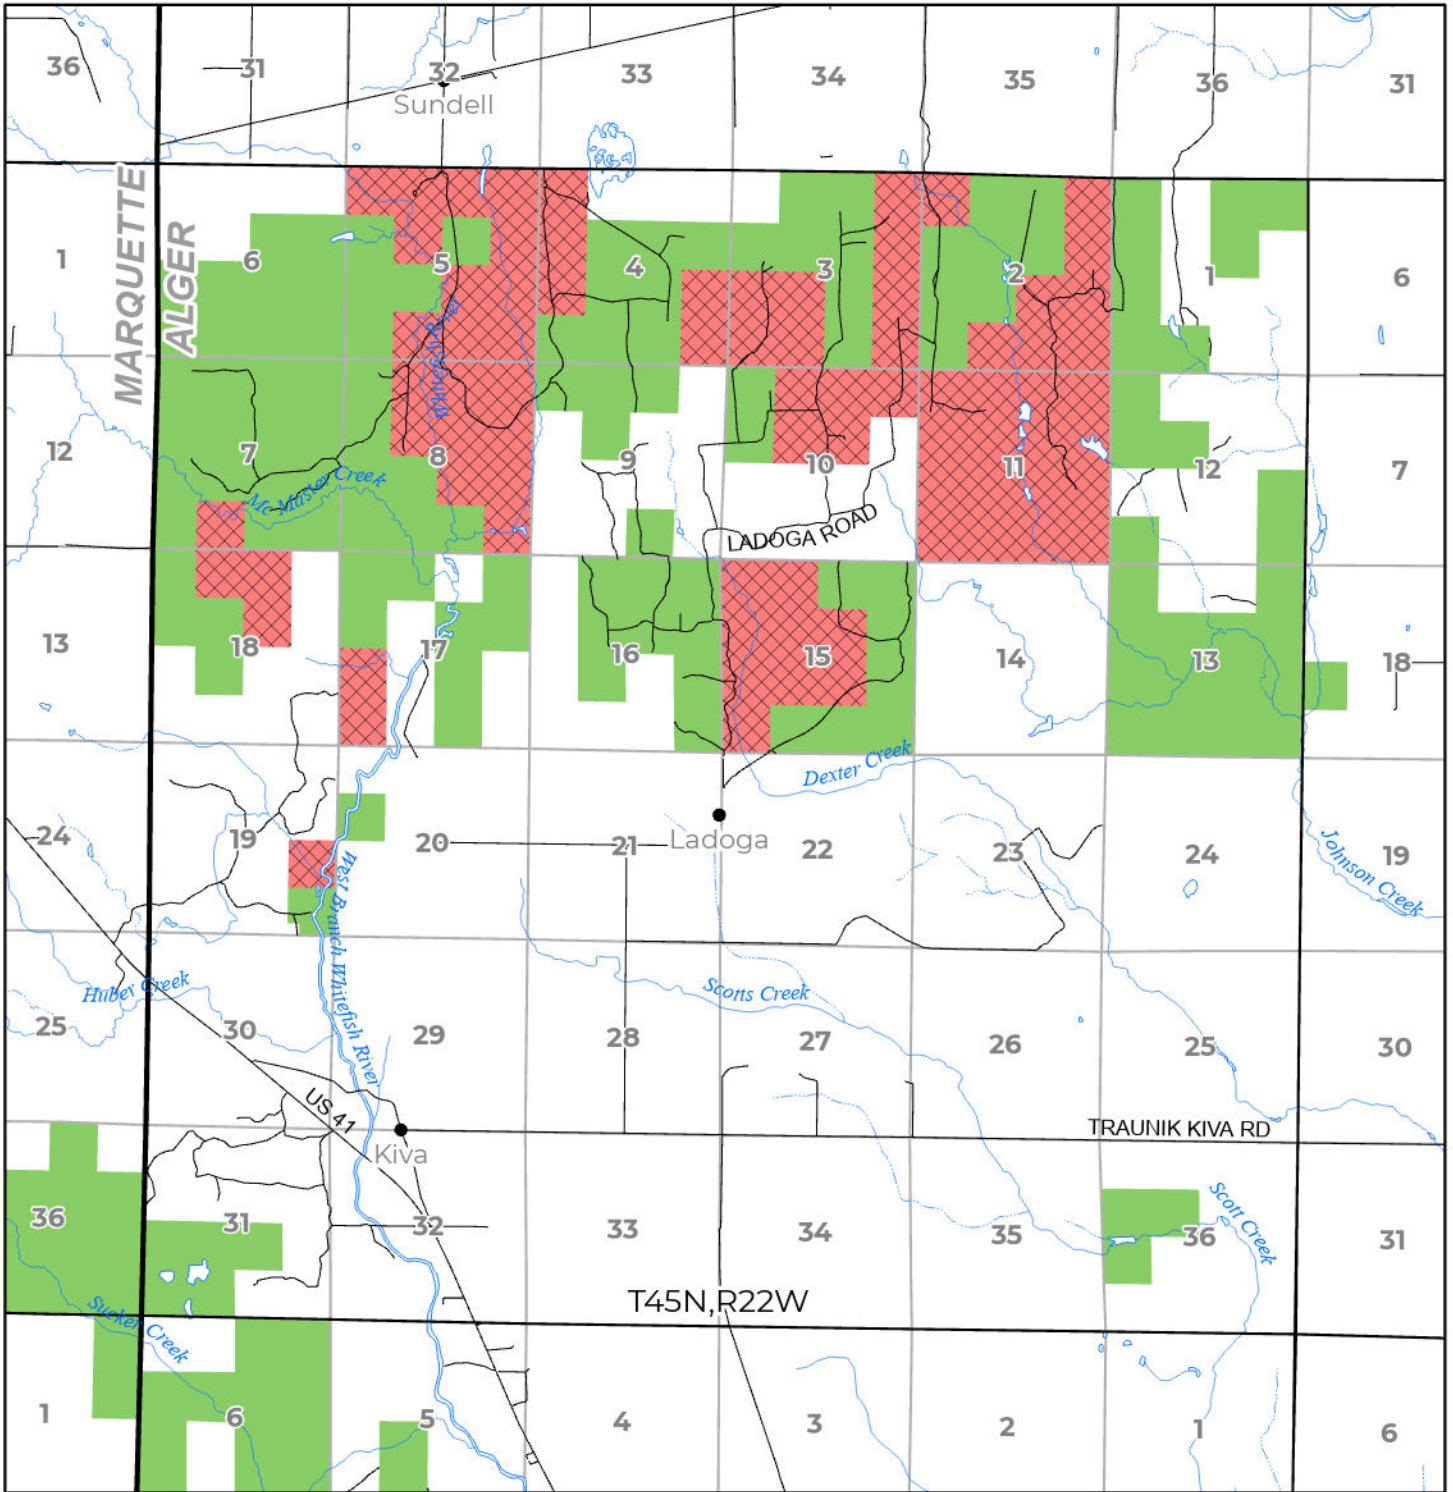 36 31 32 33 34 35 36 31
Sundell
MARQUETTE
ALGER
1 6 5 4 3 2 1 6
Whitefish River
12 7 8 9 10 11 12 7
Mc Master Creek
LADOGA ROAD
13 18 17 16 15 14 13 18
Dexter Creek
24 19 20 21 Ladoga 22 23 24 19
West Branch Whitefish River
Johnson Creek
Huber Creek
Scotts Creek
25 30 29 28 27 26 25 30
US 41
TRAUNIK KIVA RD
Kiva
36 31 32 33 34 35 36 31
Scott Creek
T45N,R22W
Sucker Creek
1 6 5 4 3 2 1 6